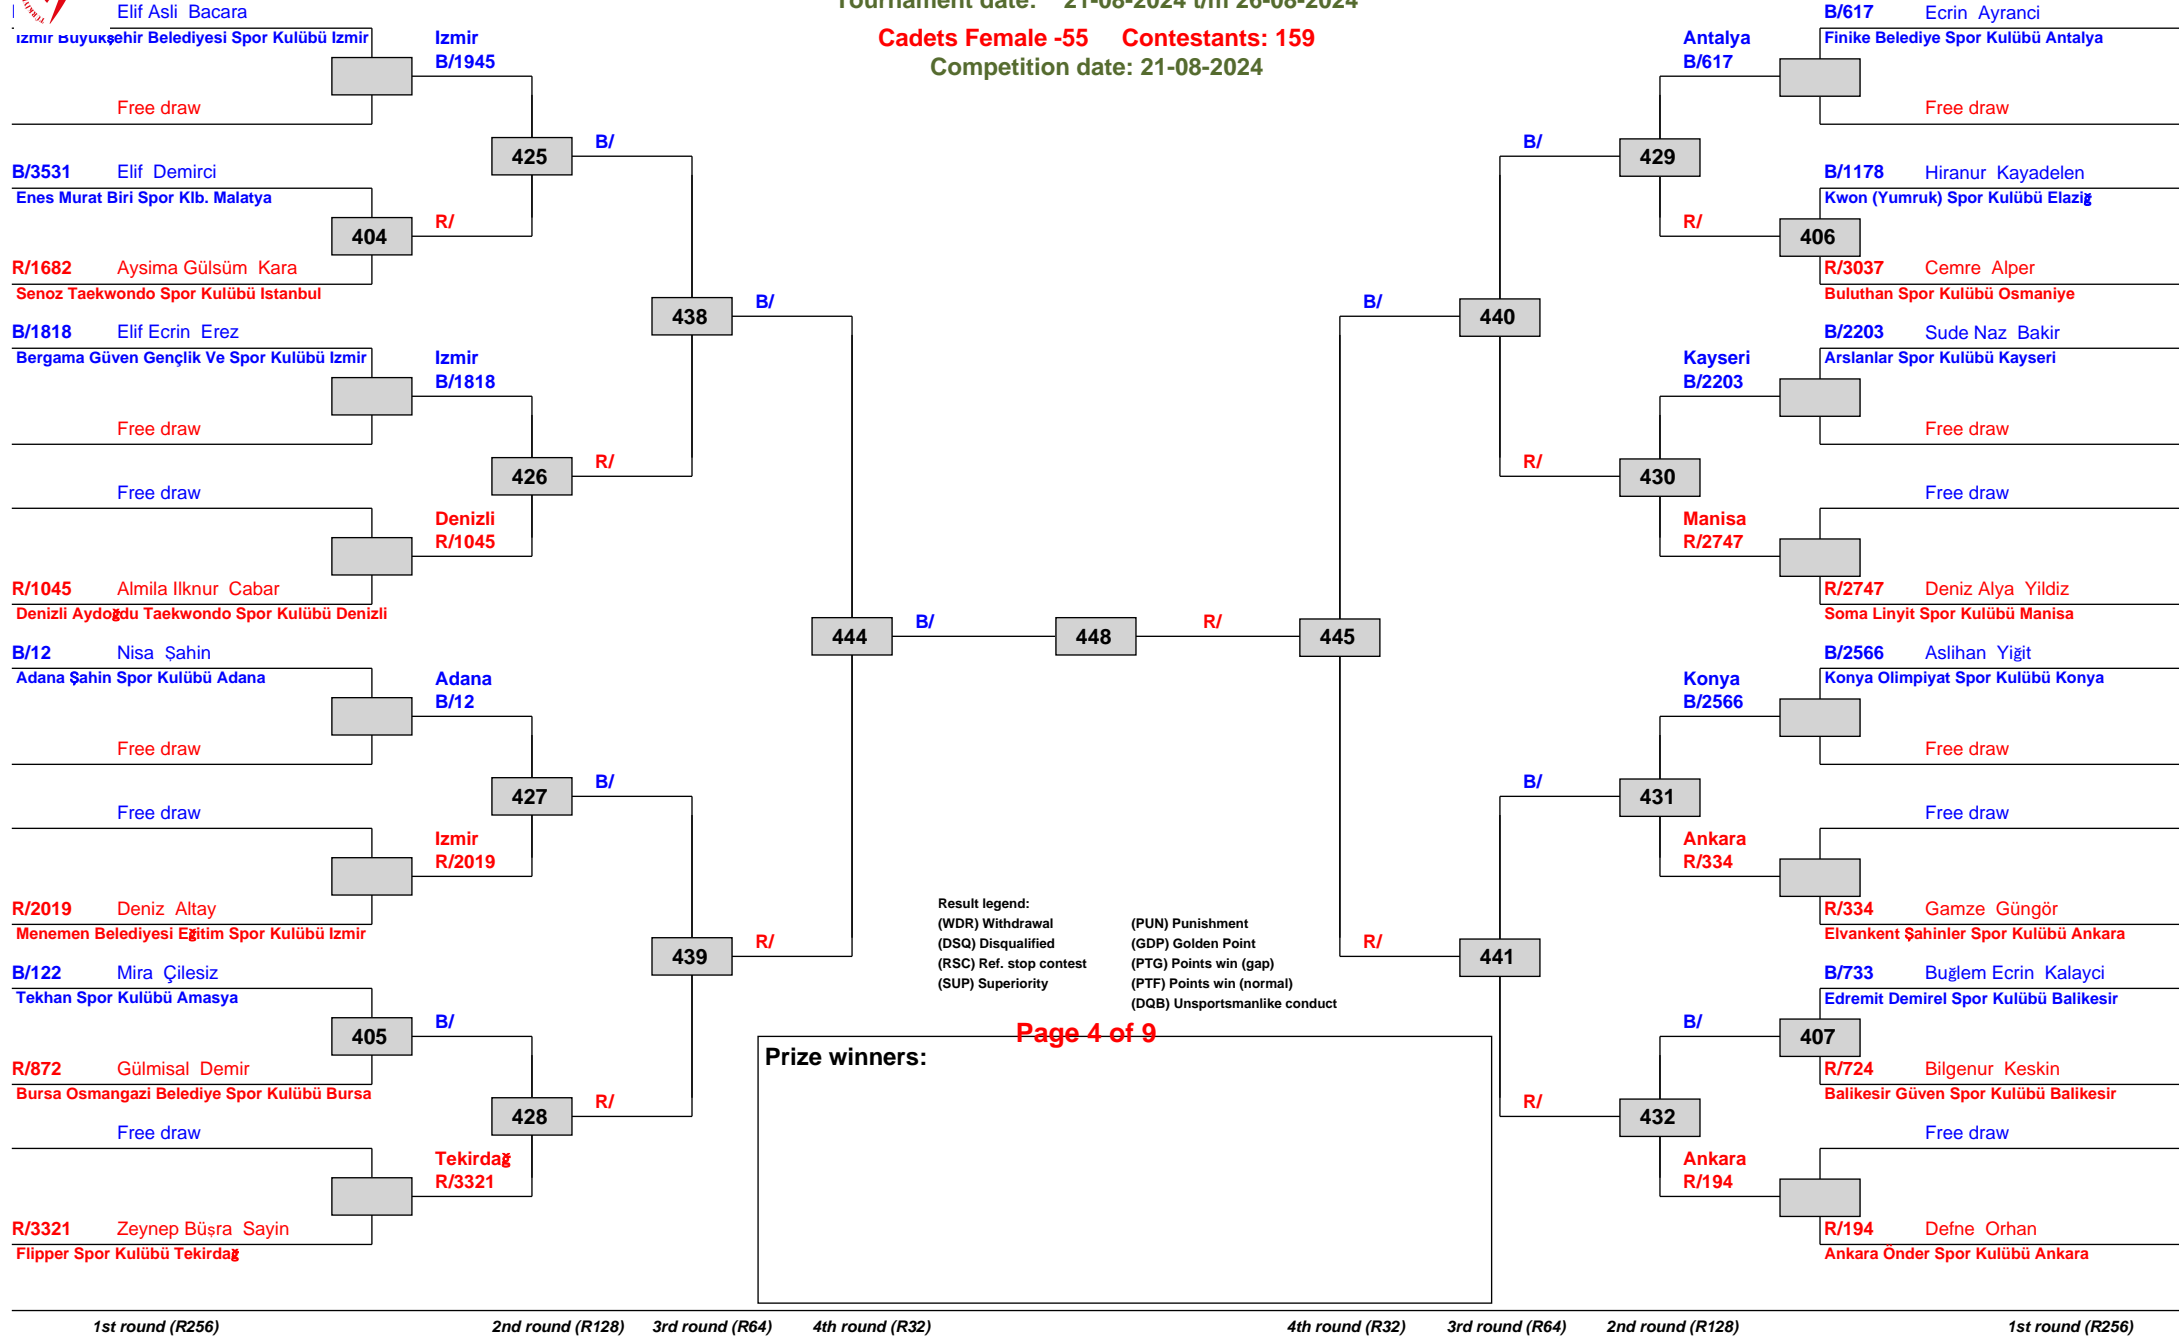 Tournament date: 21-08-2024 t/m 26-08-2024
Cadets Female -55 Contestants: 159
Competition date: 21-08-2024
Elif Asli Bacara
Izmir Büyükşehir Belediyesi Spor Kulübü Izmir
Izmir
B/1945
Free draw
425
B/
B/3531 Elif Demirci
Enes Murat Biri Spor Klb. Malatya
404
R/
R/1682 Aysima Gülsüm Kara
Senoz Taekwondo Spor Kulübü Istanbul
438
B/
B/1818 Elif Ecrin Erez
Bergama Güven Gençlik Ve Spor Kulübü Izmir
Izmir
B/1818
Free draw
426
R/
Free draw
Denizli
R/1045
R/1045 Almila Ilknur Cabar
Denizli Aydoğdu Taekwondo Spor Kulübü Denizli
444
B/
448
R/
445
B/12 Nisa Şahin
Adana Şahin Spor Kulübü Adana
Adana
B/12
Free draw
427
B/
Free draw
Izmir
R/2019
R/2019 Deniz Altay
Menemen Belediyesi Eğitim Spor Kulübü Izmir
439
R/
B/122 Mira Çilesiz
Tekhan Spor Kulübü Amasya
405
B/
R/872 Gülmisal Demir
Bursa Osmangazi Belediye Spor Kulübü Bursa
428
R/
Free draw
Tekirdağ
R/3321
R/3321 Zeynep Büşra Sayin
Flipper Spor Kulübü Tekirdağ
B/617 Ecrin Ayranci
Finike Belediye Spor Kulübü Antalya
Antalya
B/617
Free draw
B/
429
B/1178 Hiranur Kayadelen
Kwon (Yumruk) Spor Kulübü Elaziğ
R/
406
R/3037 Cemre Alper
Buluthan Spor Kulübü Osmaniye
B/
440
B/2203 Sude Naz Bakir
Arslanlar Spor Kulübü Kayseri
Kayseri
B/2203
Free draw
R/
430
Free draw
Manisa
R/2747
R/2747 Deniz Alya Yildiz
Soma Linyit Spor Kulübü Manisa
B/2566 Aslihan Yiğit
Konya Olimpiyat Spor Kulübü Konya
Konya
B/2566
Free draw
B/
431
Free draw
Ankara
R/334
R/334 Gamze Güngör
Elvankent Şahinler Spor Kulübü Ankara
R/
441
B/733 Buğlem Ecrin Kalayci
Edremit Demirel Spor Kulübü Balikesir
B/
407
R/724 Bilgenur Keskin
Balikesir Güven Spor Kulübü Balikesir
R/
432
Free draw
Ankara
R/194
R/194 Defne Orhan
Ankara Önder Spor Kulübü Ankara
Result legend:
(WDR) Withdrawal (PUN) Punishment
(DSQ) Disqualified (GDP) Golden Point
(RSC) Ref. stop contest (PTG) Points win (gap)
(SUP) Superiority (PTF) Points win (normal)
(DQB) Unsportsmanlike conduct
Page 4 of 9
Prize winners:
1st round (R256) 2nd round (R128) 3rd round (R64) 4th round (R32) 4th round (R32) 3rd round (R64) 2nd round (R128) 1st round (R256)